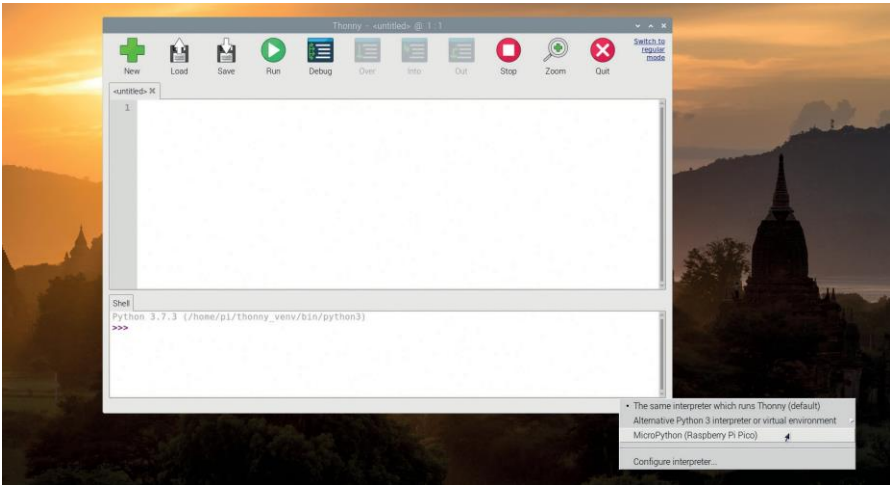 Thonny - <untitled> @ 1 : 1
New Load Save Run Debug Over Into Out Stop Zoom Quit
Switch to
regular
mode
<untitled>
1
Shell
Python 3.7.3 (/home/pi/thonny_venv/bin/python3)
>>>
• The same interpreter which runs Thonny (default)
Alternative Python 3 interpreter or virtual environment
MicroPython (Raspberry Pi Pico)
Configure interpreter...